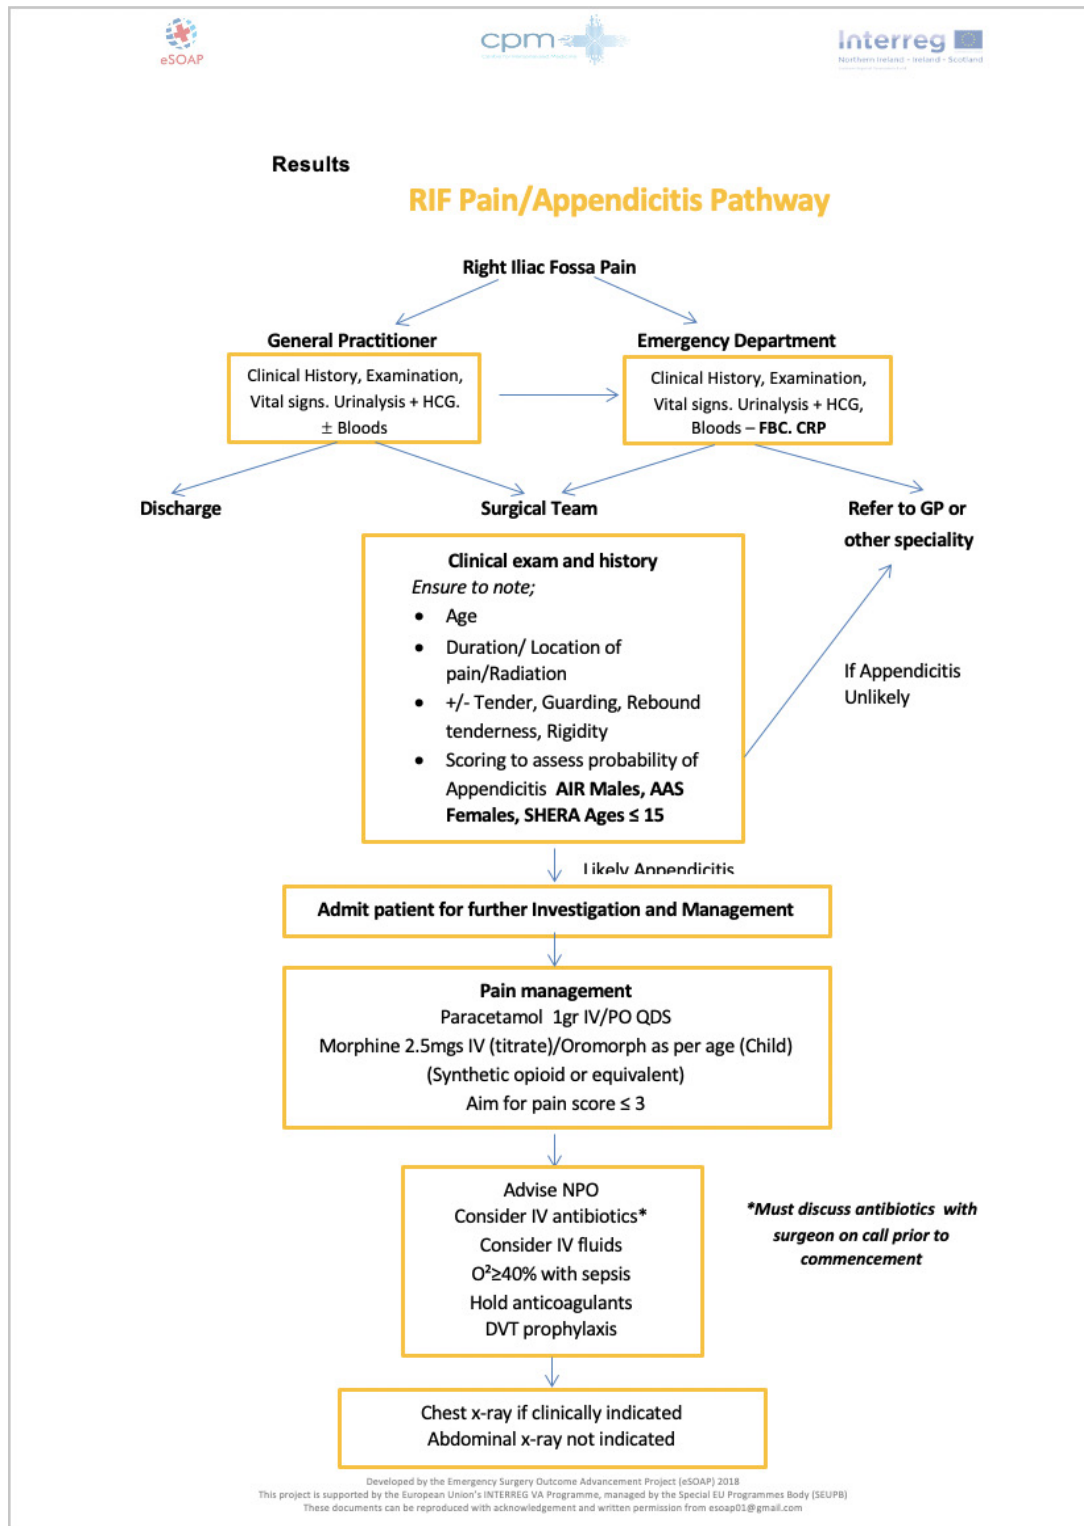 eSOAP
cpm
Interreg
Northern Ireland - Ireland - Scotland
Results
RIF Pain/Appendicitis Pathway
Right Iliac Fossa Pain
General Practitioner
Emergency Department
Clinical History, Examination,
Vital signs. Urinalysis + HCG.
± Bloods
Clinical History, Examination,
Vital signs. Urinalysis + HCG,
Bloods – FBC. CRP
Discharge
Surgical Team
Refer to GP or
other speciality
Clinical exam and history
Ensure to note;
• Age
• Duration/ Location of
pain/Radiation
• +/- Tender, Guarding, Rebound
tenderness, Rigidity
• Scoring to assess probability of
Appendicitis AIR Males, AAS
Females, SHERA Ages ≤ 15
If Appendicitis
Unlikely
Likely Appendicitis
Admit patient for further Investigation and Management
Pain management
Paracetamol 1gr IV/PO QDS
Morphine 2.5mgs IV (titrate)/Oromorph as per age (Child)
(Synthetic opioid or equivalent)
Aim for pain score ≤ 3
Advise NPO
Consider IV antibiotics*
Consider IV fluids
O²≥40% with sepsis
Hold anticoagulants
DVT prophylaxis
*Must discuss antibiotics with
surgeon on call prior to
commencement
Chest x-ray if clinically indicated
Abdominal x-ray not indicated
Developed by the Emergency Surgery Outcome Advancement Project (eSOAP) 2018
This project is supported by the European Union's INTERREG VA Programme, managed by the Special EU Programmes Body (SEUPB)
These documents can be reproduced with acknowledgement and written permission from esoap01@gmail.com